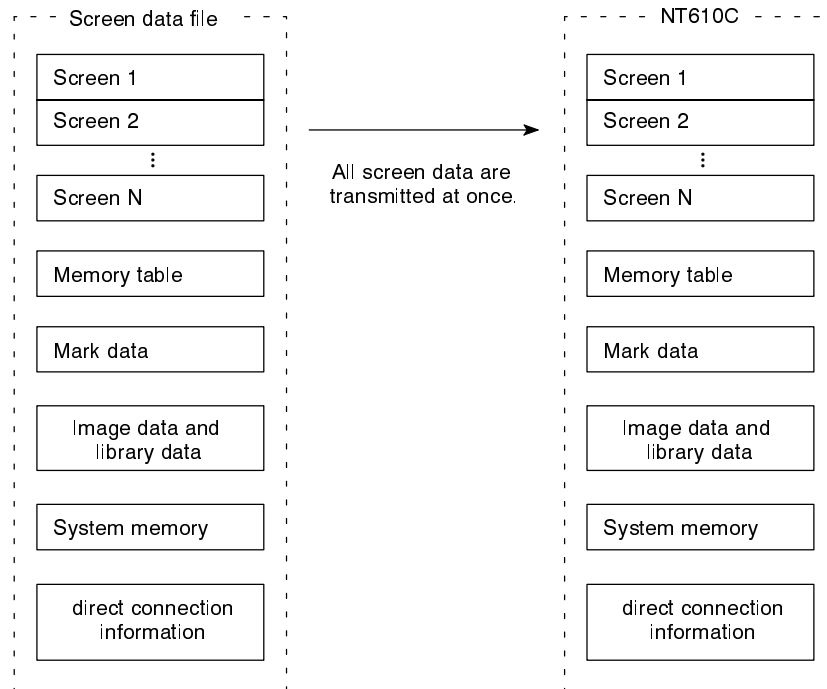 Screen data file
Screen 1
Screen 2
Screen N
Memory table
Mark data
Image data and
library data
System memory
direct connection
information
All screen data are
transmitted at once.
NT610C
Screen 1
Screen 2
Screen N
Memory table
Mark data
Image data and
library data
System memory
direct connection
information